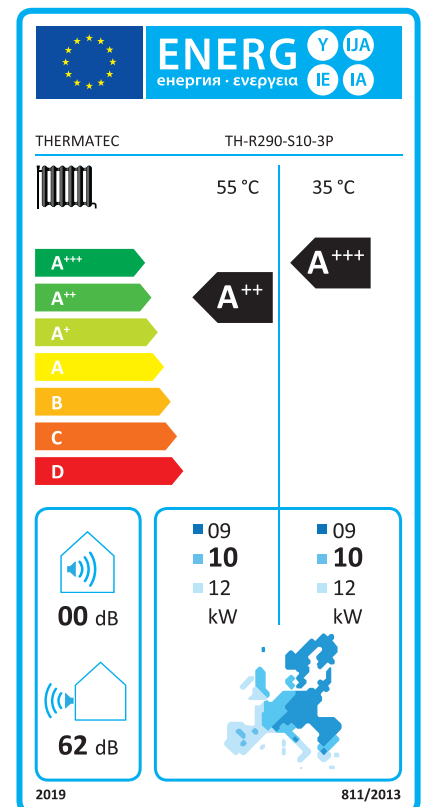 ENERG Y IJA
енергия · ενεργεια IE IA
THERMATEC TH-R290-S10-3P
55 °C 35 °C
A+++ A+++
A++ A++
A+
A
B
C
D
09 09
10 10
12 12
kW kW
00 dB
62 dB
2019 811/2013